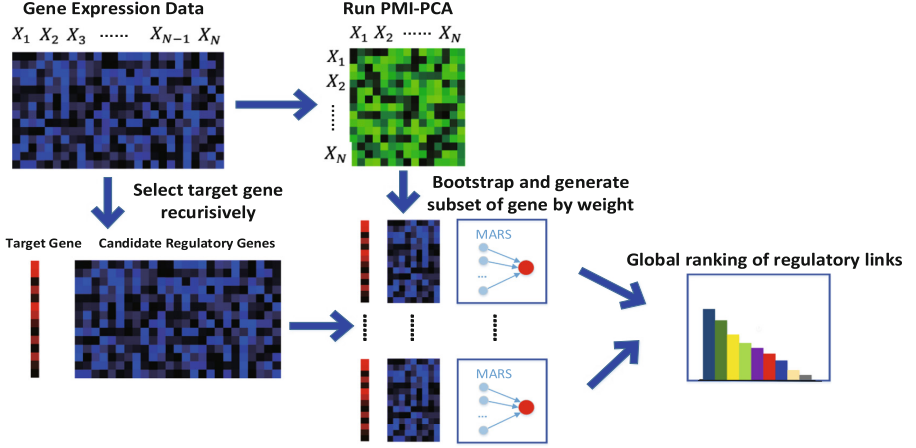 Gene Expression Data
X1 X2 X3 ...... XN−1 XN
Run PMI-PCA
X1 X2 ...... XN
X1
X2
......
XN
Select target gene
recurisively
Bootstrap and generate
subset of gene by weight
Target Gene
Candidate Regulatory Genes
MARS
...
MARS
...
Global ranking of regulatory links